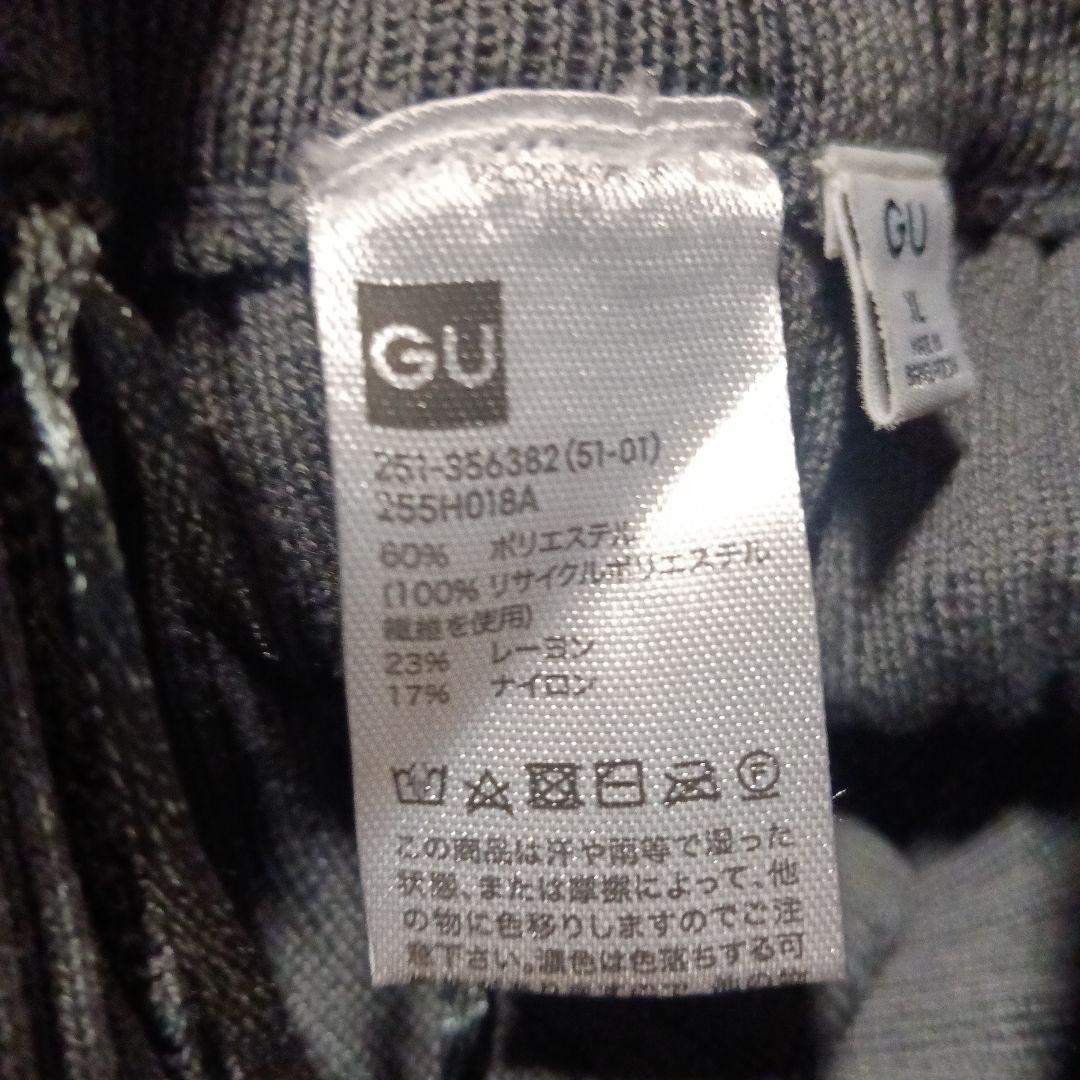 GU
251-356382(51-01)
255H018A
60% ポリエステル
(100%リサイクルポリエステル
繊維を使用)
23% レーヨン
17% ナイロン
F
この商品は汗や雨等で湿った
状態、または摩擦によって、他
の物に色移りしますのでご注
意下さい。濃色は色落ちする可
GU
XL
MADE IN